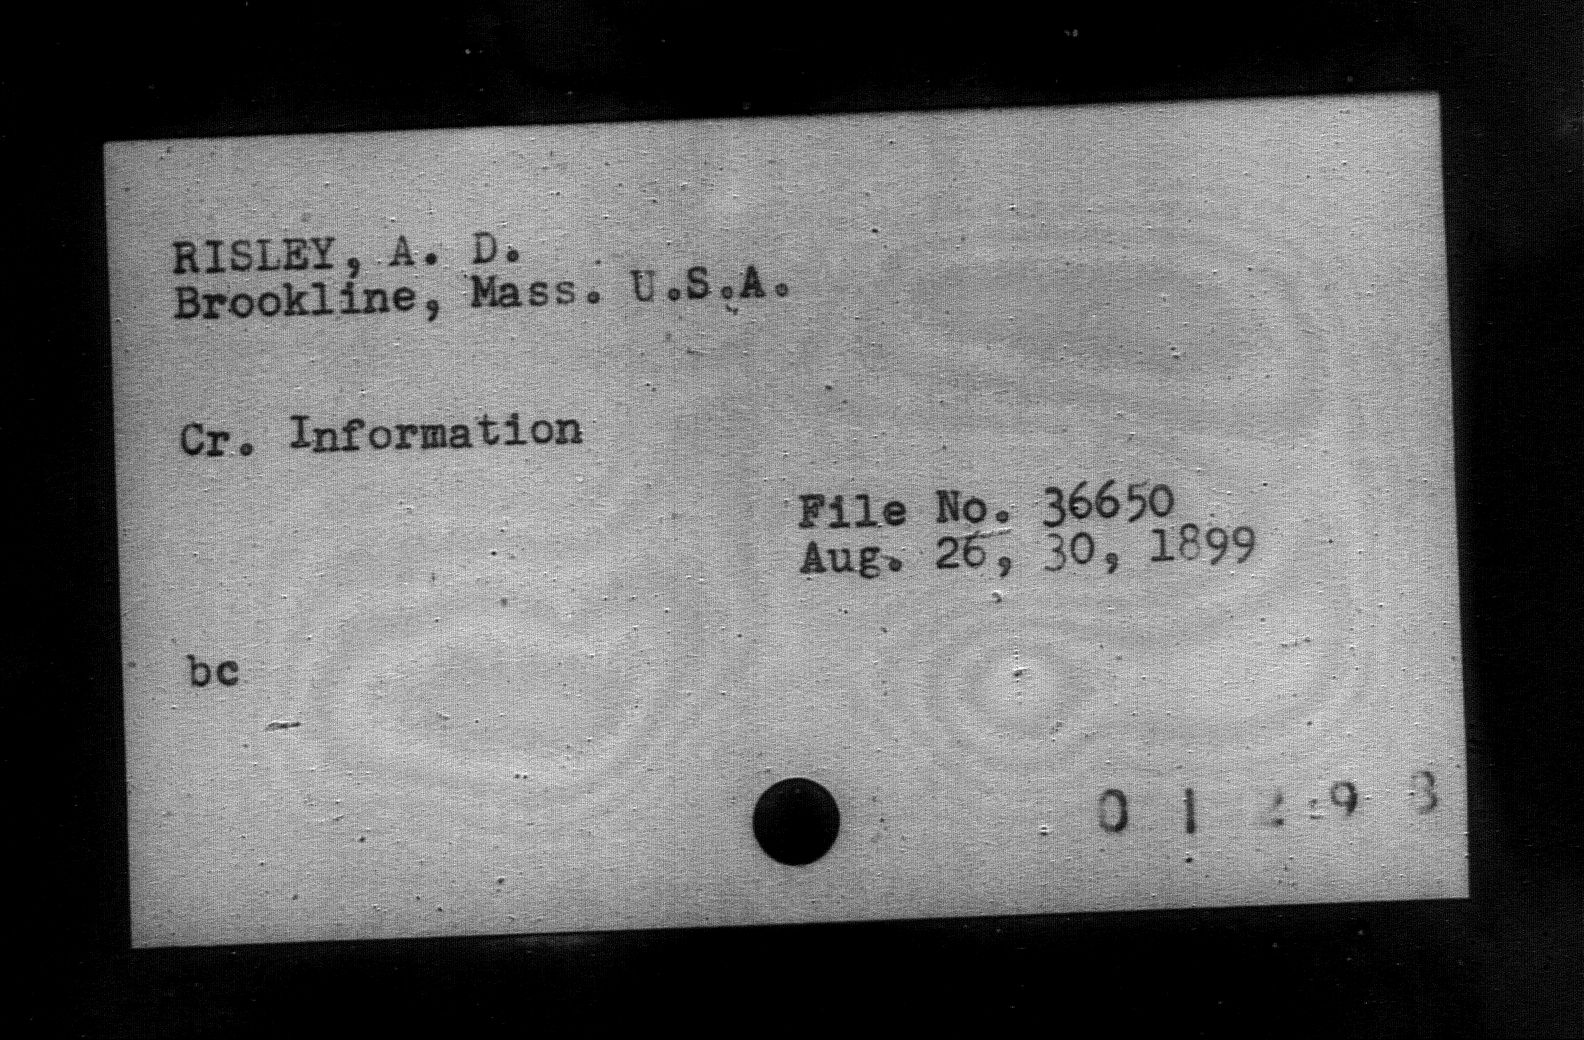 RISLEY, A. D.
Brookline, Mass. U.S.A.
Cr. Information
File No. 36650
Aug. 26, 30, 1899
bc